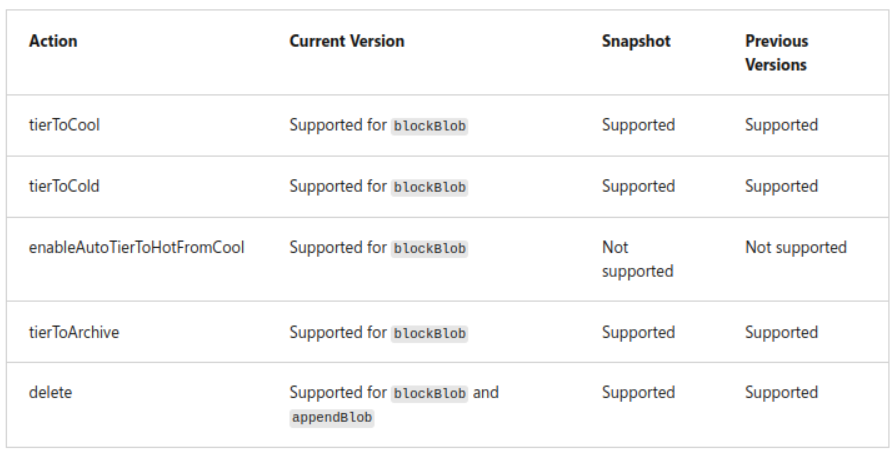 Action Current Version Snapshot Previous
Versions
tierToCool Supported for blockBlob Supported Supported
tierToCold Supported for blockBlob Supported Supported
enableAutoTierToHotFromCool Supported for blockBlob Not Not supported
supported
tierToArchive Supported for blockBlob Supported Supported
delete Supported for blockBlob and Supported Supported
appendBlob